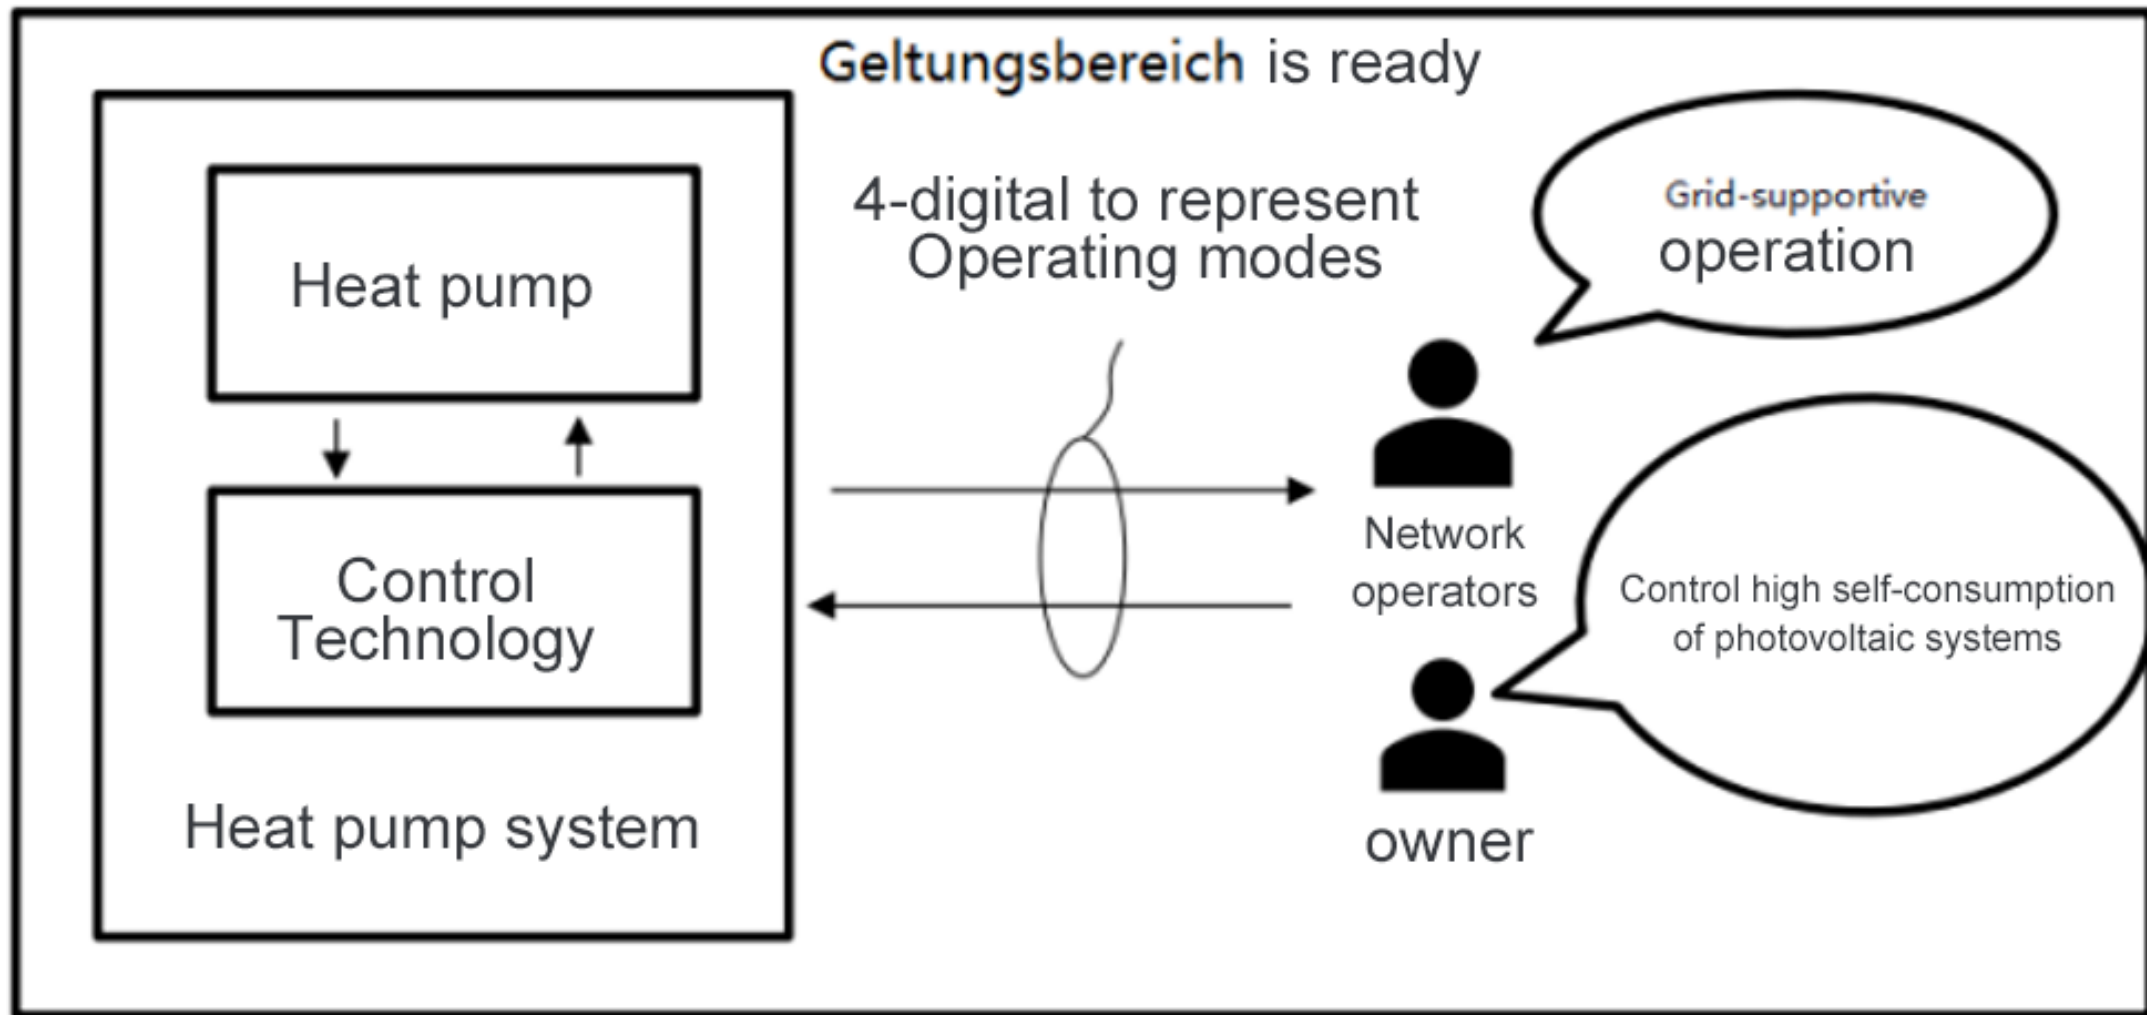 Geltungsbereich is ready
4-digital to represent
Operating modes
Grid-supportive
operation
Heat pump
Control
Technology
Heat pump system
Network
operators
Control high self-consumption
of photovoltaic systems
owner